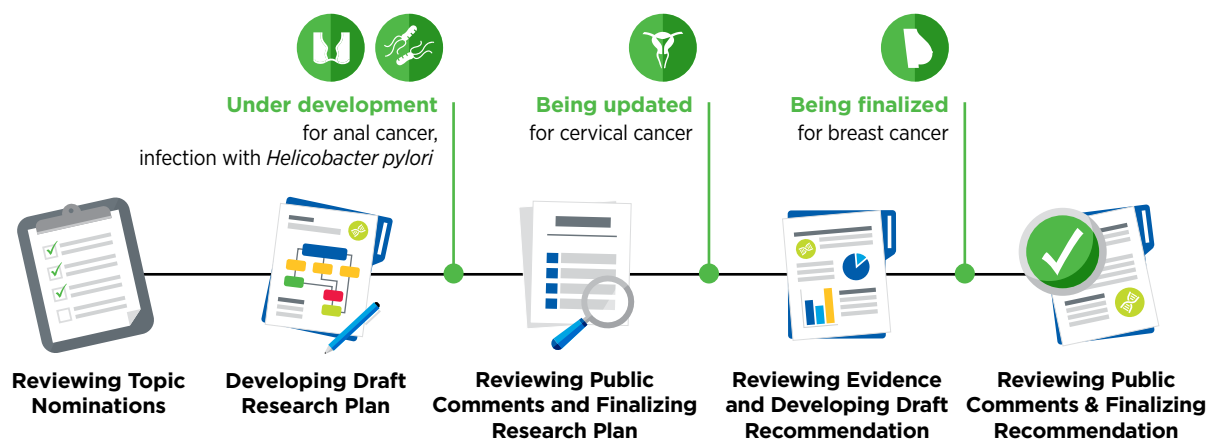 Under development
for anal cancer,
infection with Helicobacter pylori
Being updated
for cervical cancer
Being finalized
for breast cancer
Reviewing Topic
Nominations
Developing Draft
Research Plan
Reviewing Public
Comments and Finalizing
Research Plan
Reviewing Evidence
and Developing Draft
Recommendation
Reviewing Public
Comments & Finalizing
Recommendation